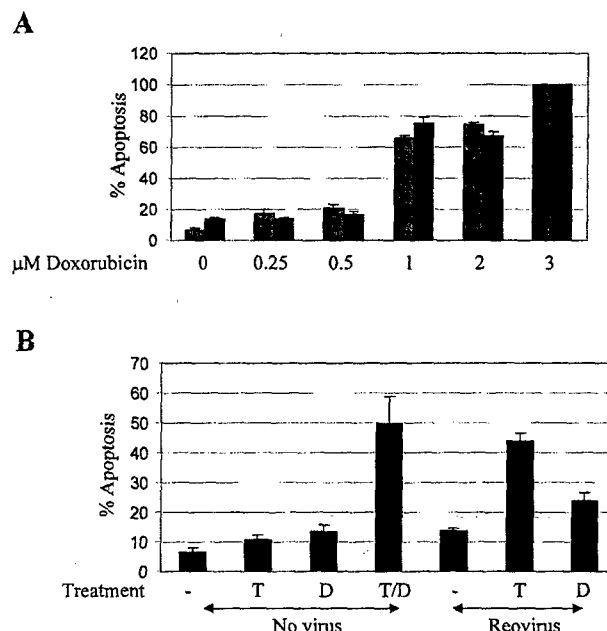 A
% Apoptosis
120
100
80
60
40
20
0
µM Doxorubicin 0 0.25 0.5 1 2 3
B
% Apoptosis
70
60
50
40
30
20
10
0
Treatment - T D T/D - T D
No virus Reovirus